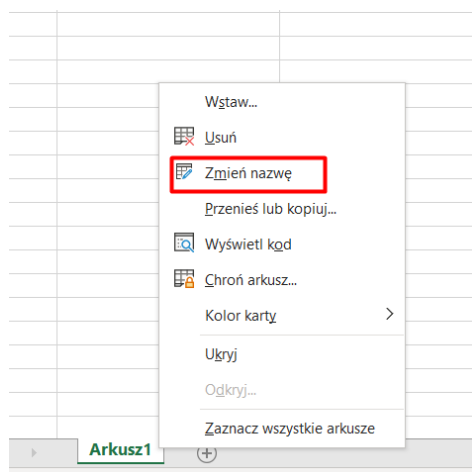 Wstaw...
Usuń
Zmień nazwę
Przenieś lub kopiuj...
Wyświetl kod
Chroń arkusz...
Kolor karty
Ukryj
Odkryj...
Zaznacz wszystkie arkusze
Arkusz1